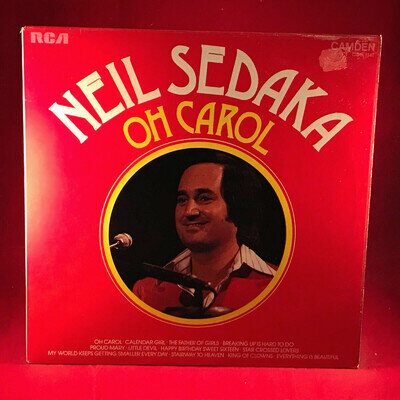 RCA
CAMDEN
NEIL SEDAKA
OH CAROL
OH CAROL · CALENDAR GIRL · THE FATHER OF GIRLS · BREAKING UP IS HARD TO DO
PROUD MARY · LITTLE DEVIL · HAPPY BIRTHDAY SWEET SIXTEEN · STAR CROSSED LOVERS
MY WORLD KEEPS GETTING SMALLER EVERY DAY · STAIRWAY TO HEAVEN · KING OF CLOWNS · EVERYTHING IS BEAUTIFUL